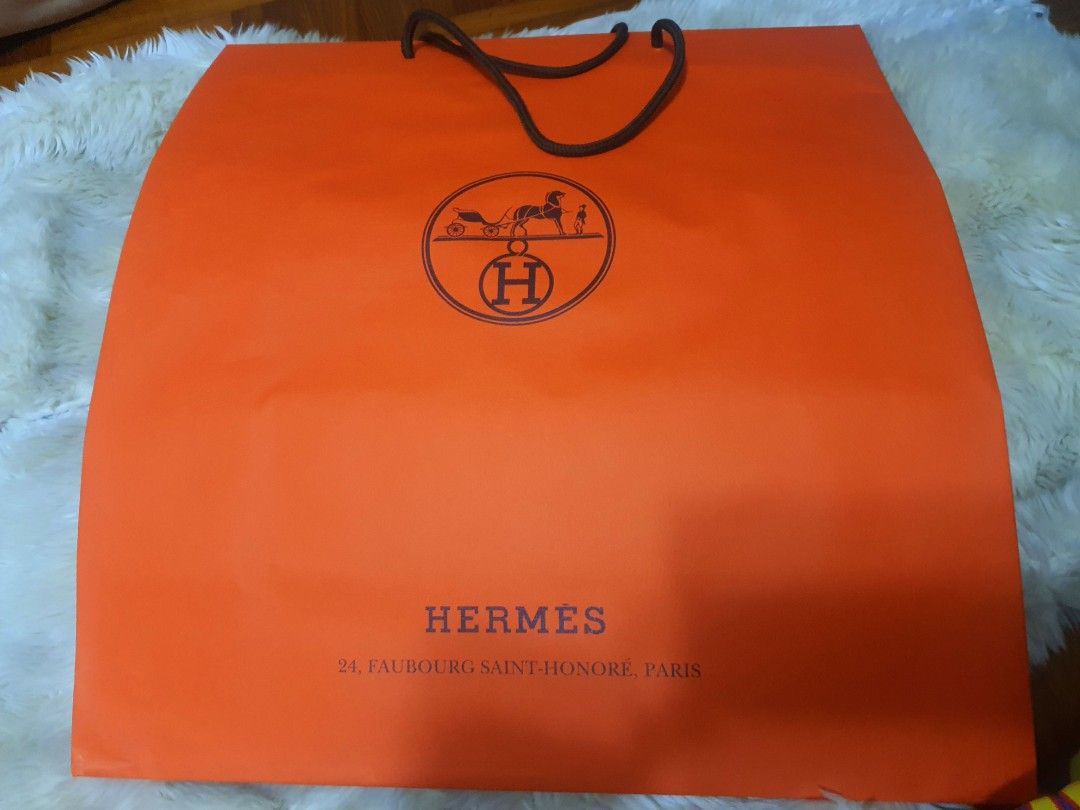 H
HERMÈS
24, FAUBOURG SAINT-HONORÉ, PARIS